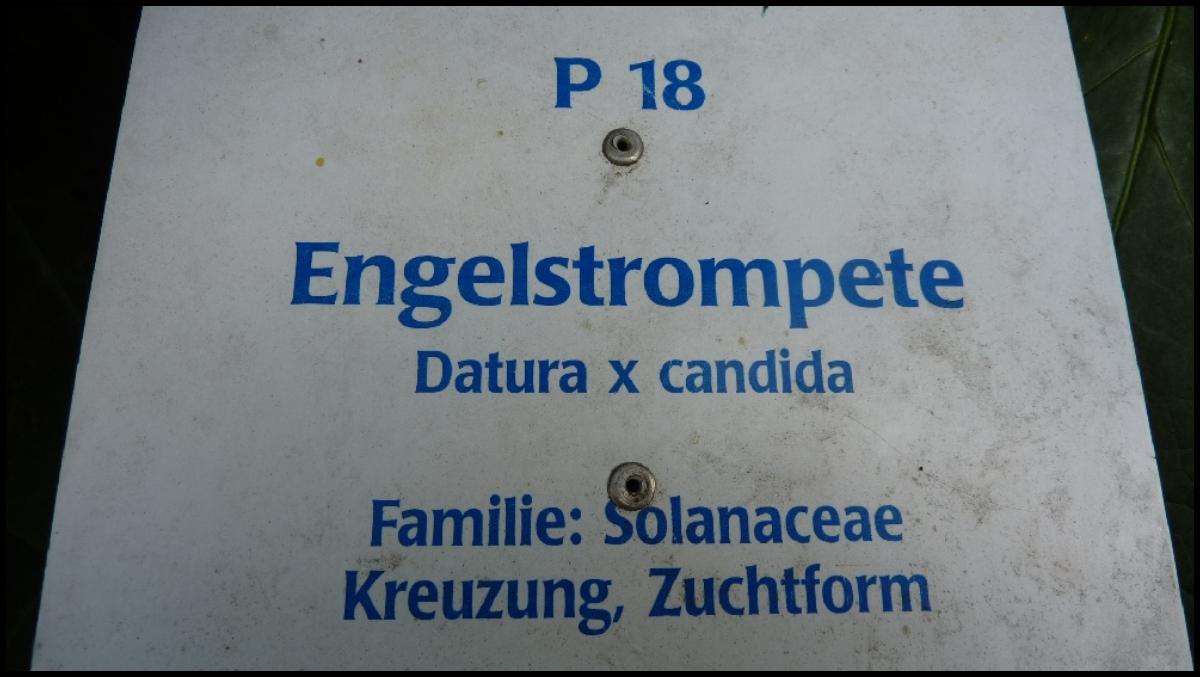 P 18
Engelstrompete
Datura x candida
Familie: Solanaceae
Kreuzung, Zuchtform